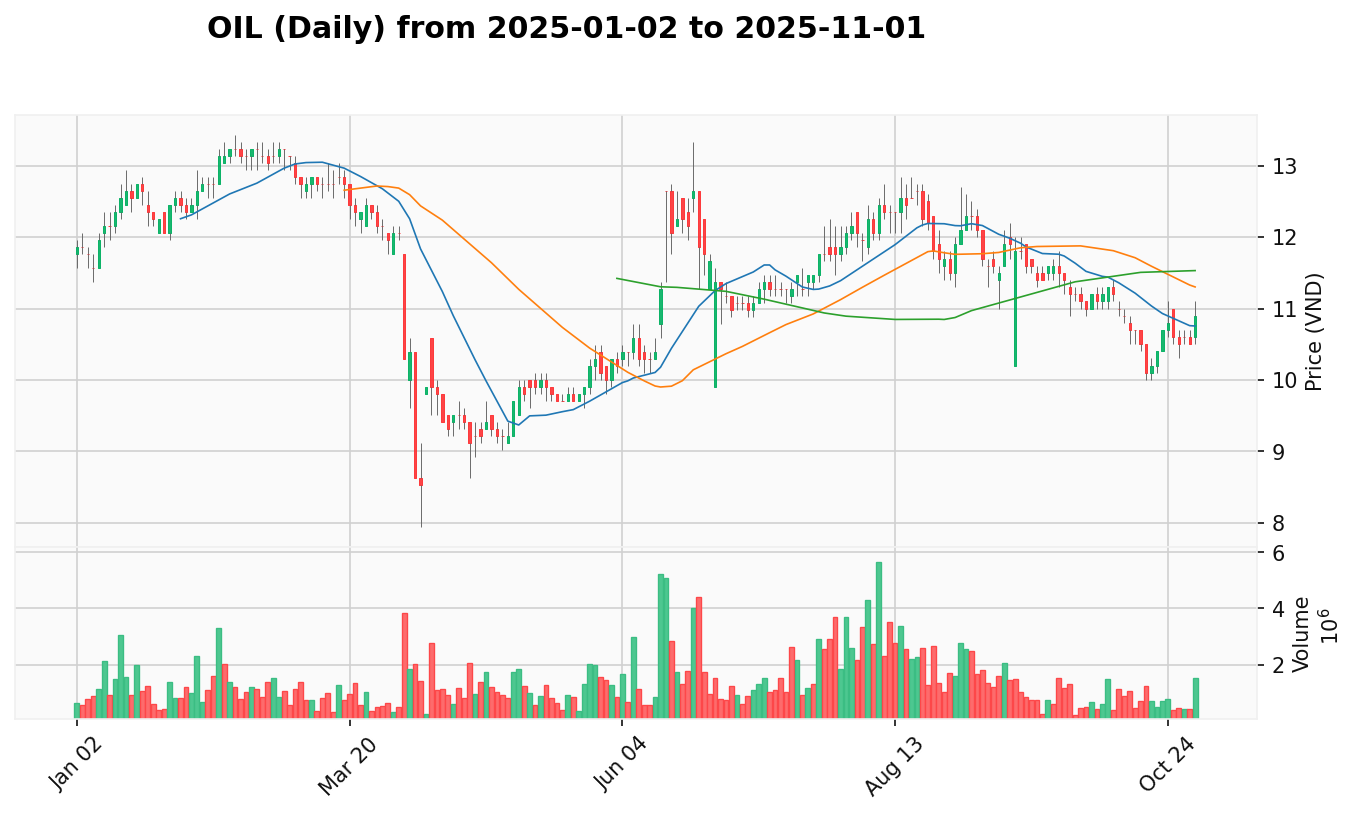 OIL (Daily) from 2025-01-02 to 2025-11-01
13
12
11
10
9
8
Price (VND)
6
4
2
Volume
10^6
Jan 02
Mar 20
Jun 04
Aug 13
Oct 24